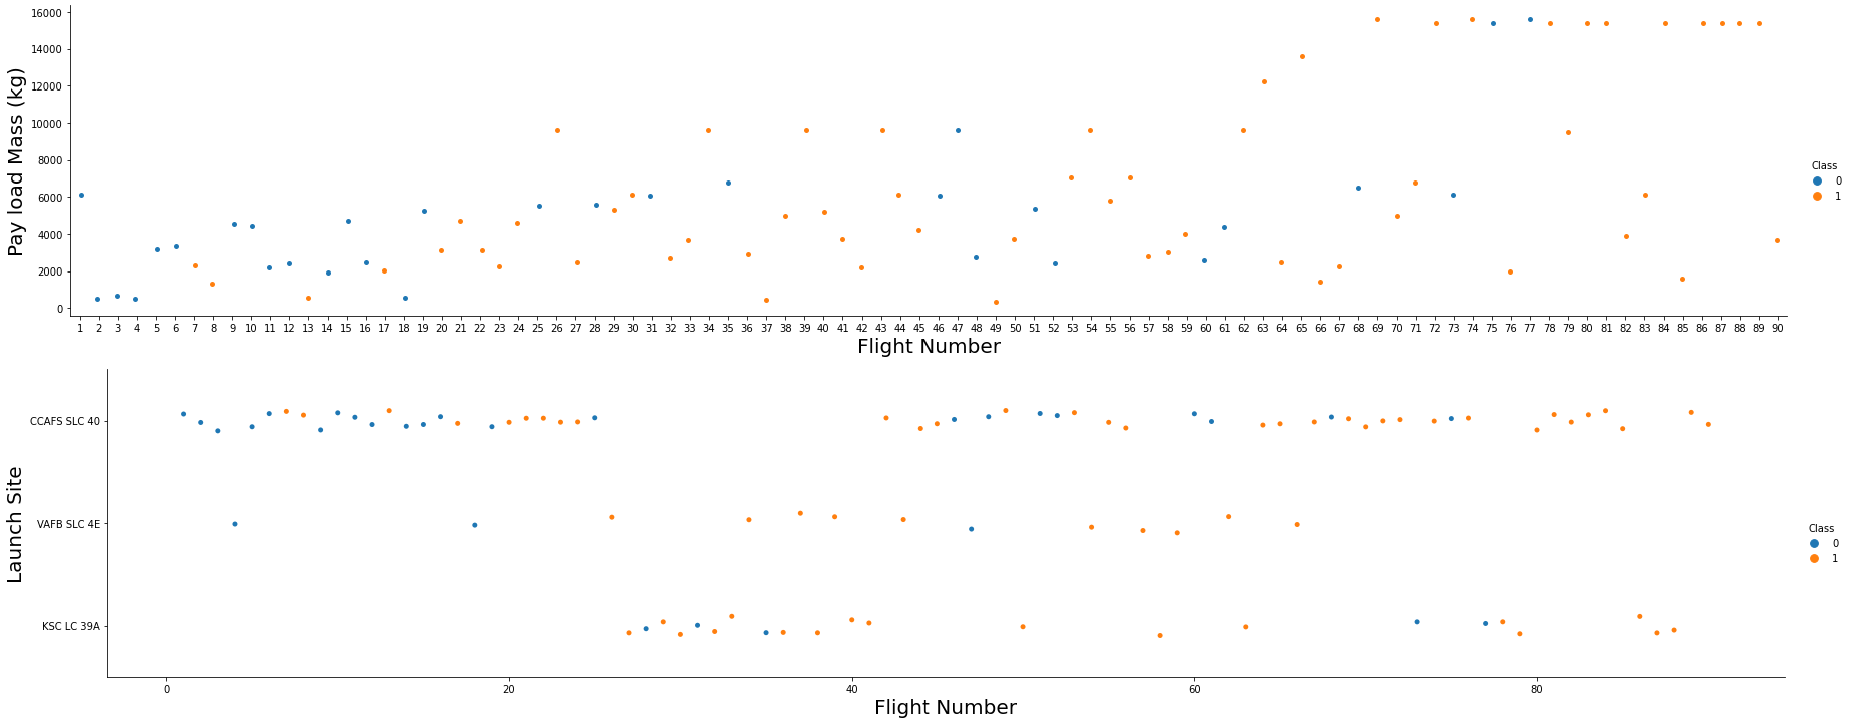 16000
14000
12000
10000
8000
6000
4000
2000
0
Pay load Mass (kg)
1 2 3 4 5 6 7 8 9 10 11 12 13 14 15 16 17 18 19 20 21 22 23 24 25 26 27 28 29 30 31 32 33 34 35 36 37 38 39 40 41 42 43 44 45 46 47 48 49 50 51 52 53 54 55 56 57 58 59 60 61 62 63 64 65 66 67 68 69 70 71 72 73 74 75 76 77 78 79 80 81 82 83 84 85 86 87 88 89 90
Flight Number
Class
0
1
CCAFS SLC 40
VAFB SLC 4E
KSC LC 39A
Launch Site
0 20 40 60 80
Flight Number
Class
0
1